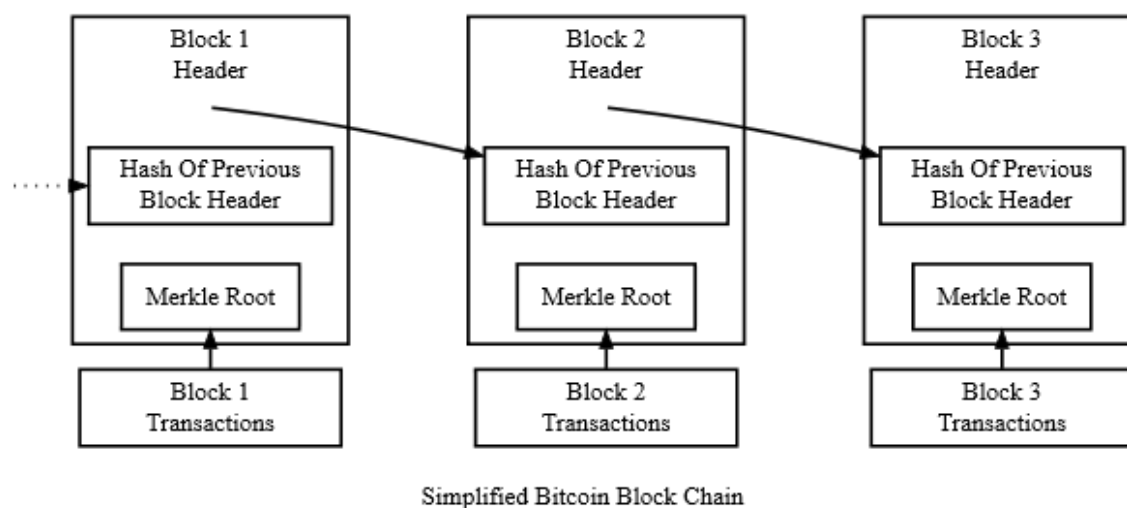 Block 1
Header
Hash Of Previous
Block Header
Merkle Root
Block 1
Transactions
Block 2
Header
Hash Of Previous
Block Header
Merkle Root
Block 2
Transactions
Block 3
Header
Hash Of Previous
Block Header
Merkle Root
Block 3
Transactions
Simplified Bitcoin Block Chain